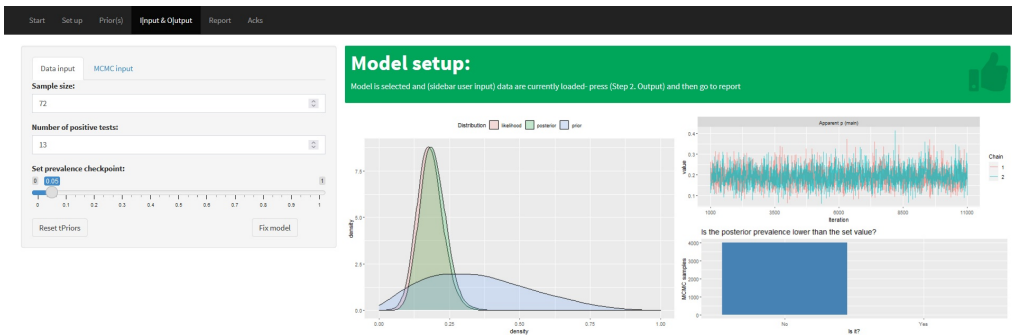 Start Set up Prior(s) I|nput & O|utput Report Acks
Data input MCMC input
Sample size:
72
Number of positive tests:
13
Set prevalence checkpoint:
0 0.05 1
0 0.1 0.2 0.3 0.4 0.5 0.6 0.7 0.8 0.9 1
Reset tPriors Fix model
Model setup:
Model is selected and (sidebar user input) data are currently loaded- press (Step 2. Output) and then go to report
Distribution likelihood posterior prior
density
7.5
5.0
2.5
0.0
0.00 0.25 0.50 0.75 1.00
density
Apparent p (main)
value
0.4
0.3
0.2
0.1
1000 3000 6000 8500 11000
Iteration
Chain
1
2
Is the posterior prevalence lower than the set value?
MCMC samples
4000
3000
2000
1000
0
No Yes
Is it?